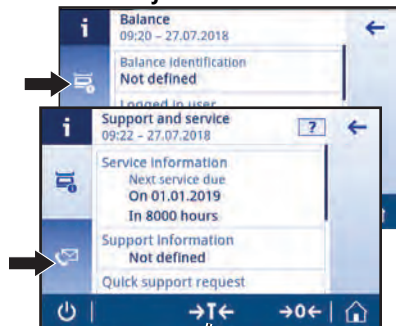 i
Balance
09:20 – 27.07.2018
Balance identification
Not defined
Logged in user
i
Support and service
09:22 – 27.07.2018
?
Service information
Next service due
On 01.01.2019
In 8000 hours
Support information
Not defined
Quick support request
→T←
→0←